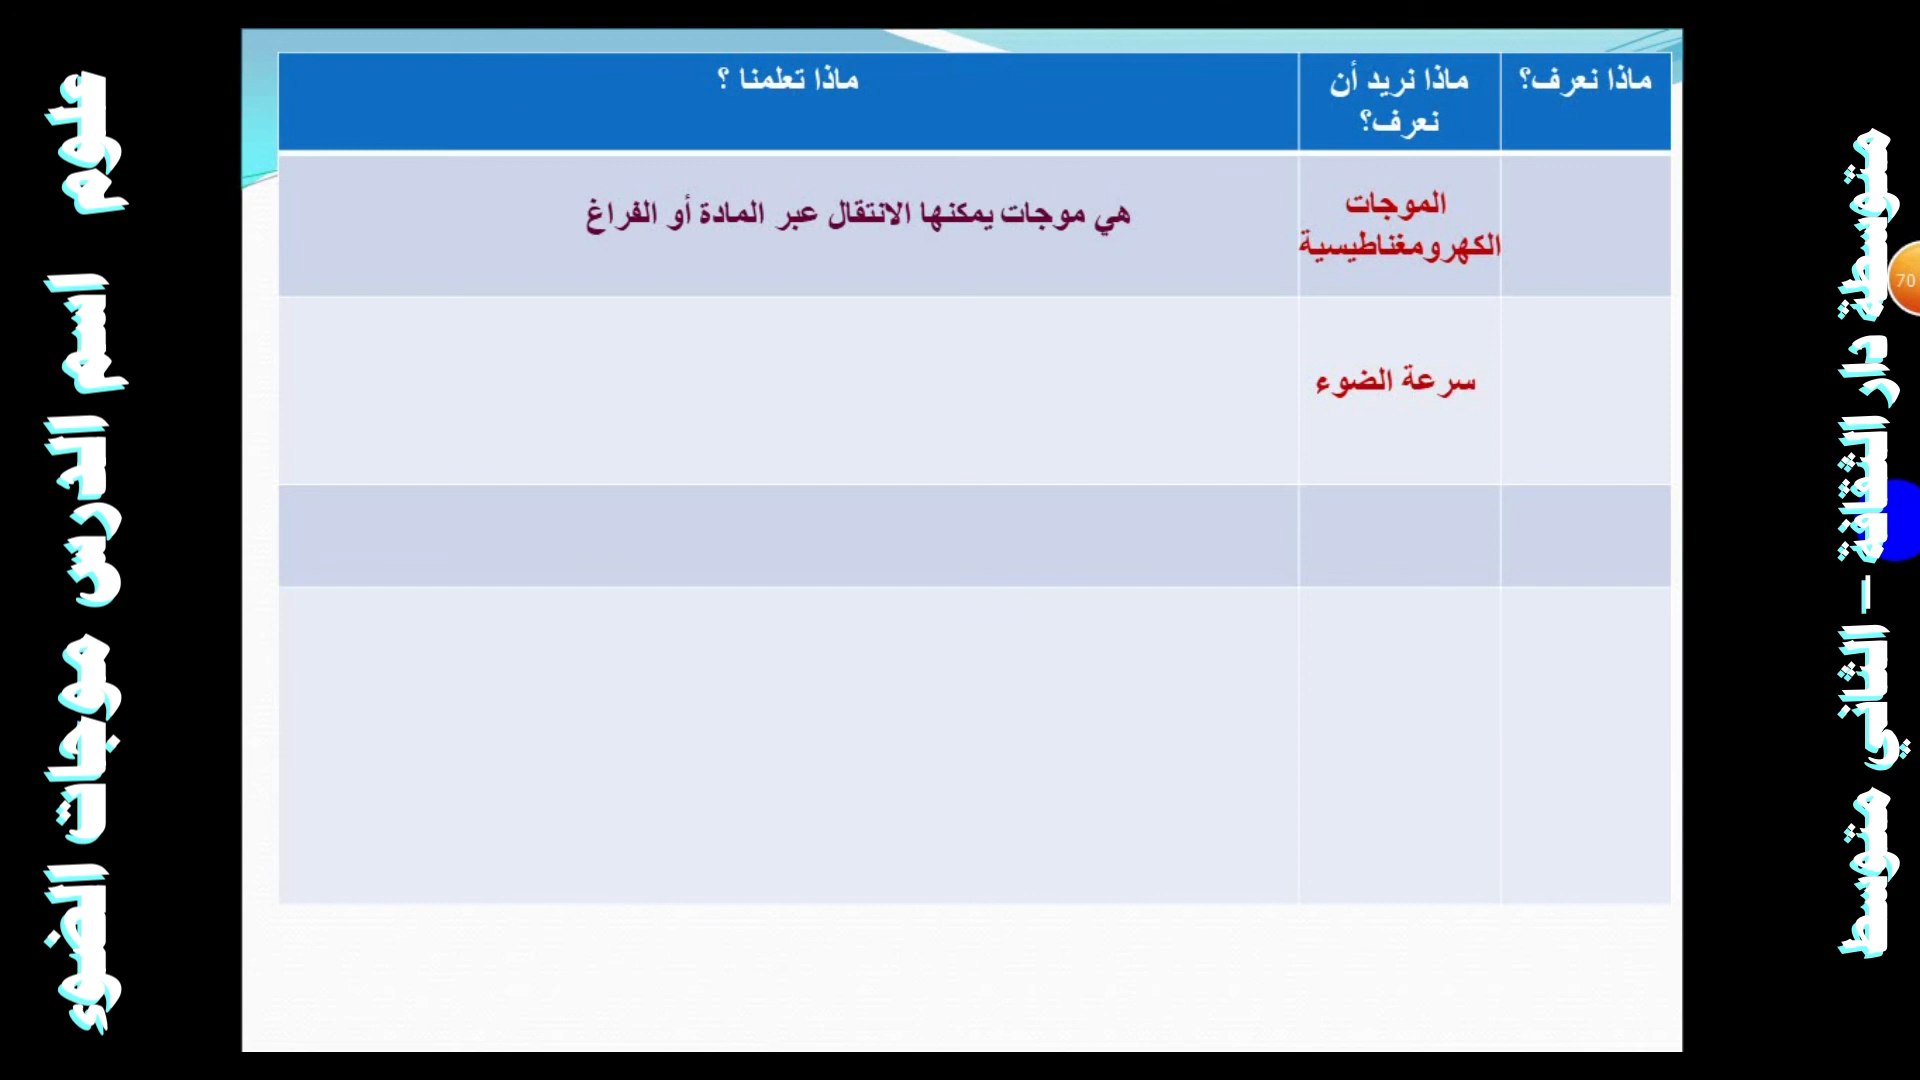 ماذا نعرف؟
ماذا نريد أن
نعرف؟
ماذا تعلمنا ؟
الموجات
الكهرومغناطيسية
هي موجات يمكنها الانتقال عبر المادة أو الفراغ
سرعة الضوء
متوسطة دار الثقافة – الثاني متوسط
علوم اسم الدرس موجات الضوء
70